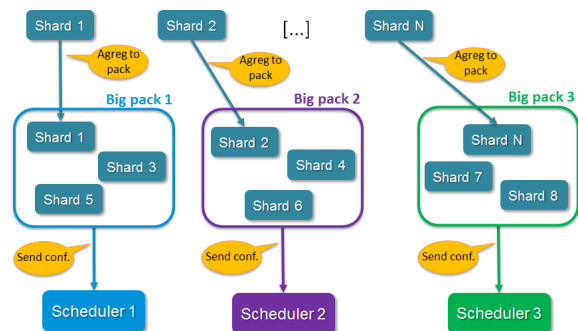 Shard 1
Shard 2
[...]
Shard N
Agreg to
pack
Agreg to
pack
Agreg to
pack
Big pack 1
Big pack 2
Big pack 3
Shard 1
Shard 3
Shard 5
Shard 2
Shard 4
Shard 6
Shard N
Shard 7
Shard 8
Send conf.
Send conf.
Send conf.
Scheduler 1
Scheduler 2
Scheduler 3